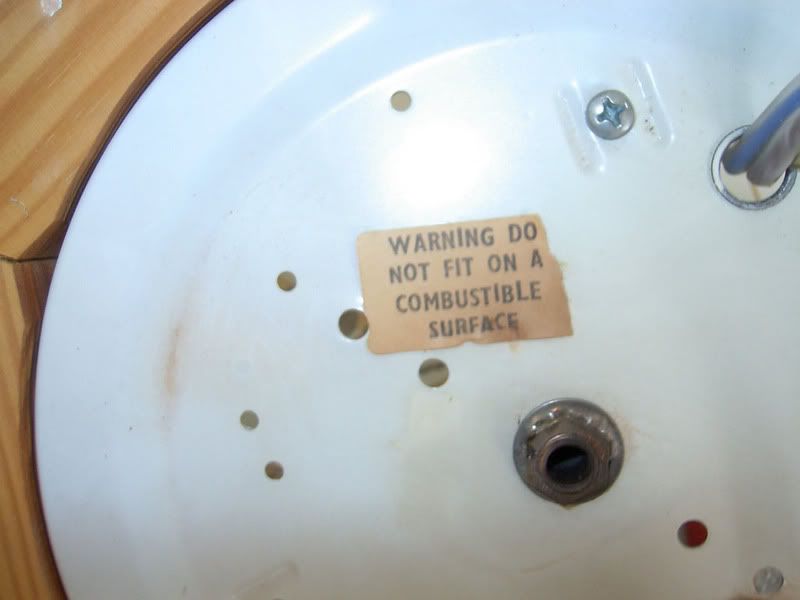 WARNING DO
NOT FIT ON A
COMBUSTIBLE
SURFACE